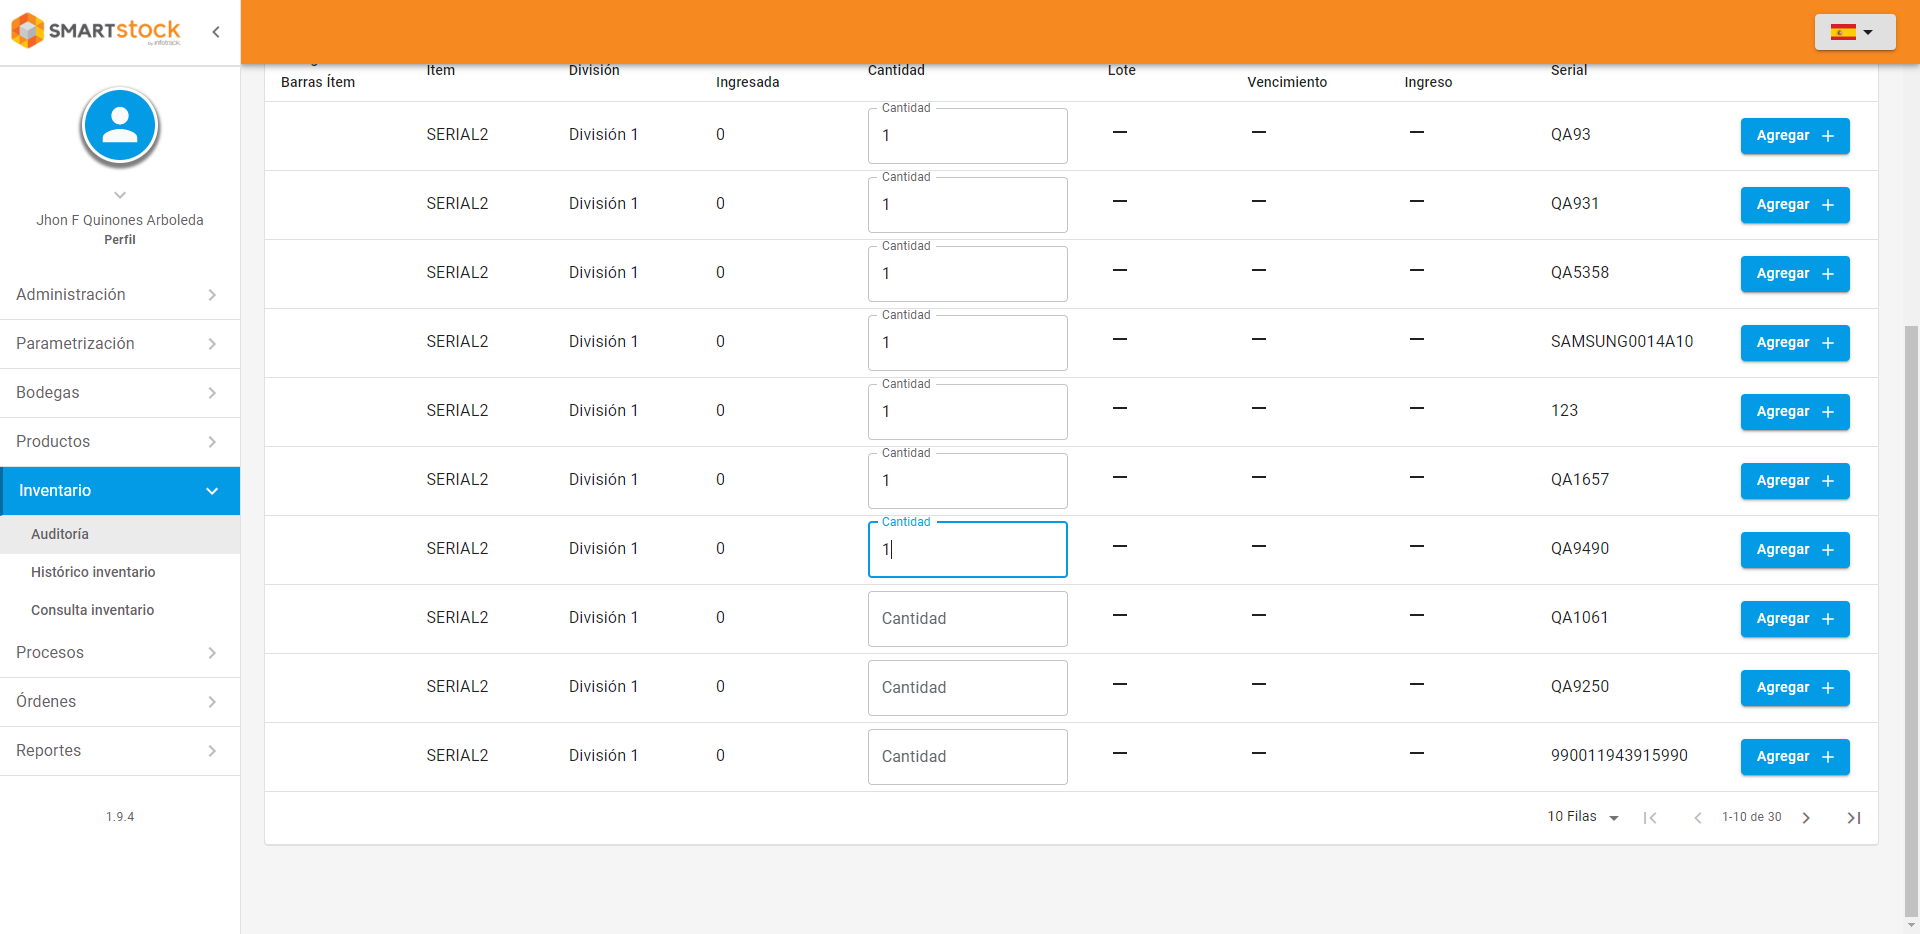 SMARTSTOCK
by infotrack
Jhon F Quinones Arboleda
Perfil
Administración
Parametrización
Bodegas
Productos
Inventario
Auditoría
Histórico inventario
Consulta inventario
Procesos
Órdenes
Reportes
1.9.4
Barras Ítem Item División Ingresada Cantidad Lote Vencimiento Ingreso Serial
Cantidad
SERIAL2 División 1 0 1 — — — QA93 Agregar +
Cantidad
SERIAL2 División 1 0 1 — — — QA931 Agregar +
Cantidad
SERIAL2 División 1 0 1 — — — QA5358 Agregar +
Cantidad
SERIAL2 División 1 0 1 — — — SAMSUNG0014A10 Agregar +
Cantidad
SERIAL2 División 1 0 1 — — — 123 Agregar +
Cantidad
SERIAL2 División 1 0 1 — — — QA1657 Agregar +
Cantidad
SERIAL2 División 1 0 1 — — — QA9490 Agregar +
SERIAL2 División 1 0 Cantidad — — — QA1061 Agregar +
SERIAL2 División 1 0 Cantidad — — — QA9250 Agregar +
SERIAL2 División 1 0 Cantidad — — — 990011943915990 Agregar +
10 Filas 1-10 de 30